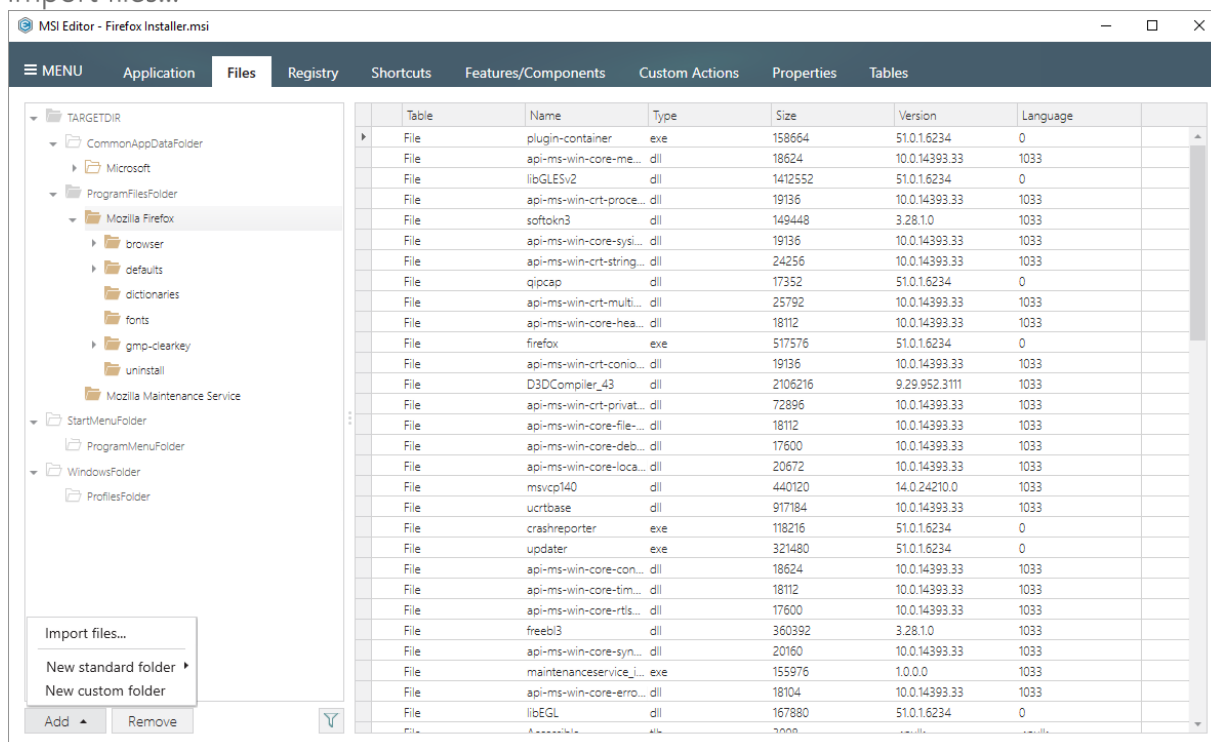 Import files...
MSI Editor - Firefox Installer.msi
MENU Application Files Registry Shortcuts Features/Components Custom Actions Properties Tables
TARGETDIR
CommonAppDataFolder
Microsoft
ProgramFilesFolder
Mozilla Firefox
browser
defaults
dictionaries
fonts
gmp-clearkey
uninstall
Mozilla Maintenance Service
StartMenuFolder
ProgramMenuFolder
WindowsFolder
ProfilesFolder
Import files...
New standard folder
New custom folder
Add Remove
Table Name Type Size Version Language
File plugin-container exe 158664 51.0.1.6234 0
File api-ms-win-core-me... dll 18624 10.0.14393.33 1033
File libGLESv2 dll 1412552 51.0.1.6234 0
File api-ms-win-crt-proce... dll 19136 10.0.14393.33 1033
File softokn3 dll 149448 3.28.1.0 1033
File api-ms-win-core-sysi... dll 19136 10.0.14393.33 1033
File api-ms-win-crt-string... dll 24256 10.0.14393.33 1033
File qipcap dll 17352 51.0.1.6234 0
File api-ms-win-crt-multi... dll 25792 10.0.14393.33 1033
File api-ms-win-core-hea... dll 18112 10.0.14393.33 1033
File firefox exe 517576 51.0.1.6234 0
File api-ms-win-crt-conio... dll 19136 10.0.14393.33 1033
File D3DCompiler_43 dll 2106216 9.29.952.3111 1033
File api-ms-win-crt-privat... dll 72896 10.0.14393.33 1033
File api-ms-win-core-file-... dll 18112 10.0.14393.33 1033
File api-ms-win-core-deb... dll 17600 10.0.14393.33 1033
File api-ms-win-core-loca... dll 20672 10.0.14393.33 1033
File msvcp140 dll 440120 14.0.24210.0 1033
File ucrtbase dll 917184 10.0.14393.33 1033
File crashreporter exe 118216 51.0.1.6234 0
File updater exe 321480 51.0.1.6234 0
File api-ms-win-core-con... dll 18624 10.0.14393.33 1033
File api-ms-win-core-tim... dll 18112 10.0.14393.33 1033
File api-ms-win-core-rtls... dll 17600 10.0.14393.33 1033
File freebl3 dll 360392 3.28.1.0 1033
File api-ms-win-core-syn... dll 20160 10.0.14393.33 1033
File maintenanceservice_i... exe 155976 1.0.0.0 1033
File api-ms-win-core-erro... dll 18104 10.0.14393.33 1033
File libEGL dll 167880 51.0.1.6234 0